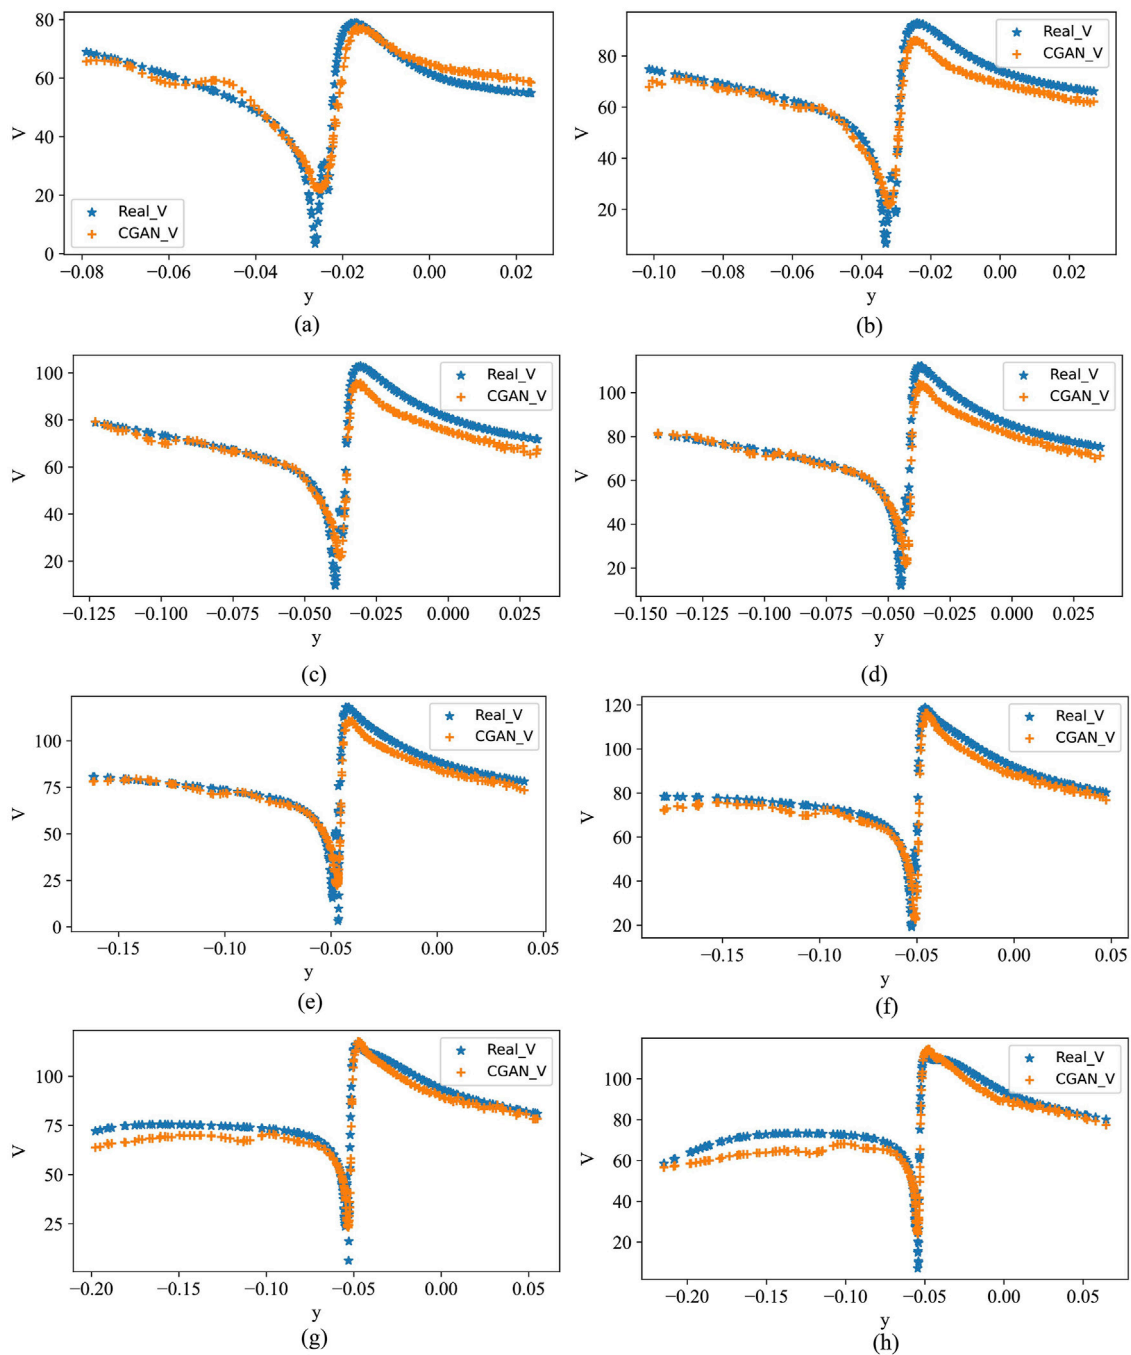 80
60
40
20
0
V
Real_V
CGAN_V
−0.08 −0.06 −0.04 −0.02 0.00 0.02
y
(a)
80
60
40
20
V
Real_V
CGAN_V
−0.10 −0.08 −0.06 −0.04 −0.02 0.00 0.02
y
(b)
100
80
60
40
20
V
Real_V
CGAN_V
−0.125 −0.100 −0.075 −0.050 −0.025 0.000 0.025
y
(c)
100
80
60
40
20
V
Real_V
CGAN_V
−0.150 −0.125 −0.100 −0.075 −0.050 −0.025 0.000 0.025
y
(d)
100
75
50
25
0
V
Real_V
CGAN_V
−0.15 −0.10 −0.05 0.00 0.05
y
(e)
120
100
80
60
40
20
V
Real_V
CGAN_V
−0.15 −0.10 −0.05 0.00 0.05
y
(f)
100
75
50
25
V
Real_V
CGAN_V
−0.20 −0.15 −0.10 −0.05 0.00 0.05
y
(g)
100
80
60
40
20
V
Real_V
CGAN_V
−0.20 −0.15 −0.10 −0.05 0.00 0.05
y
(h)